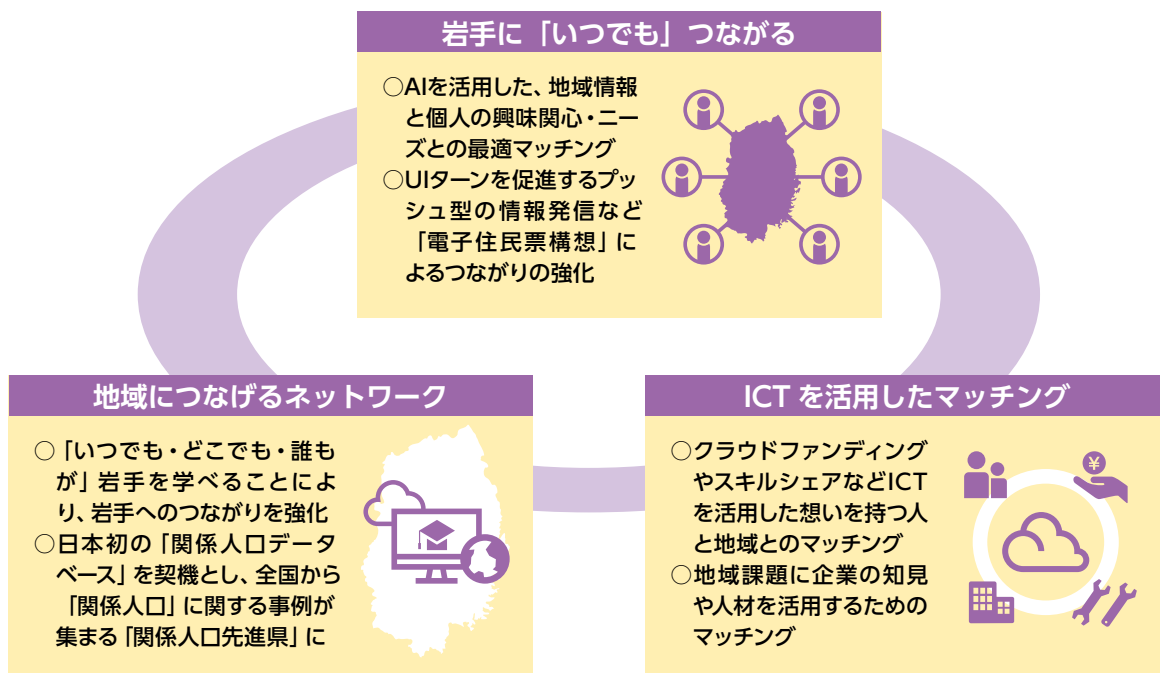 岩手に「いつでも」つながる
○AIを活用した、地域情報
と個人の興味関心・ニー
ズとの最適マッチング
○UIターンを促進するプッ
シュ型の情報発信など
「電子住民票構想」に
よるつながりの強化
地域につなげるネットワーク
○「いつでも・どこでも・誰も
が」岩手を学べることによ
り、岩手へのつながりを強化
○日本初の「関係人口データ
ベース」を契機とし、全国から
「関係人口」に関する事例が
集まる「関係人口先進県」に
ICTを活用したマッチング
○クラウドファンディング
やスキルシェアなどICT
を活用した想いを持つ人
と地域とのマッチング
○地域課題に企業の知見
や人材を活用するための
マッチング
¥